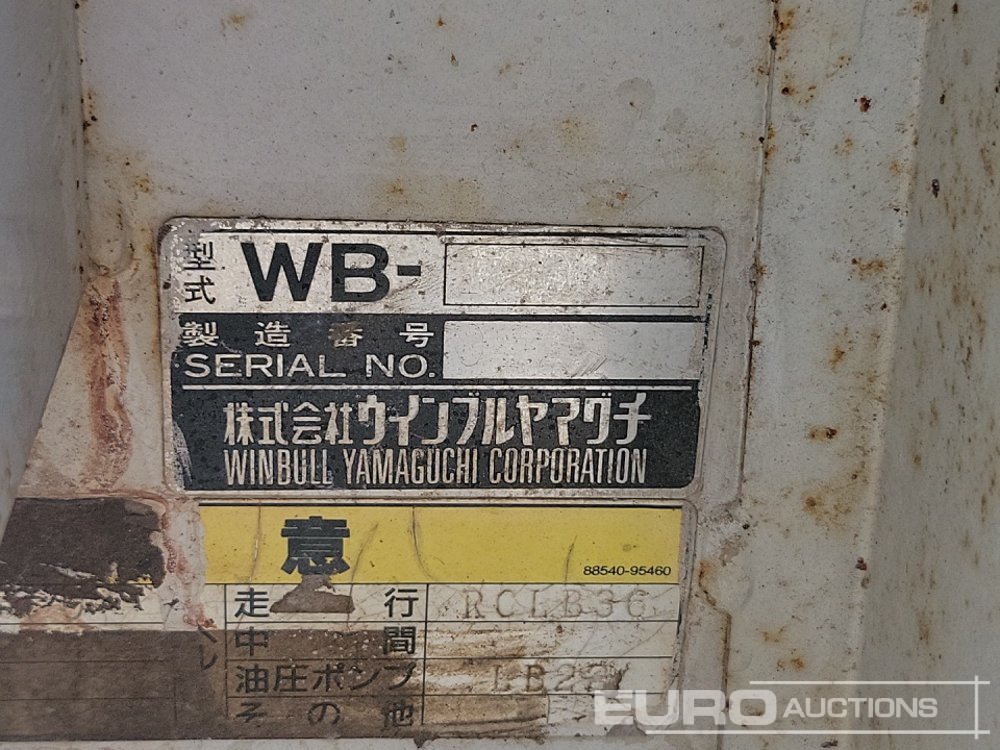 型式 WB-
製造番号
SERIAL NO.
株式会社ウインブルヤマグチ
WINBULL YAMAGUCHI CORPORATION
意
88540-95460
走行 RCLB36
中間
油圧ポンプ
その他
EURO AUCTIONS